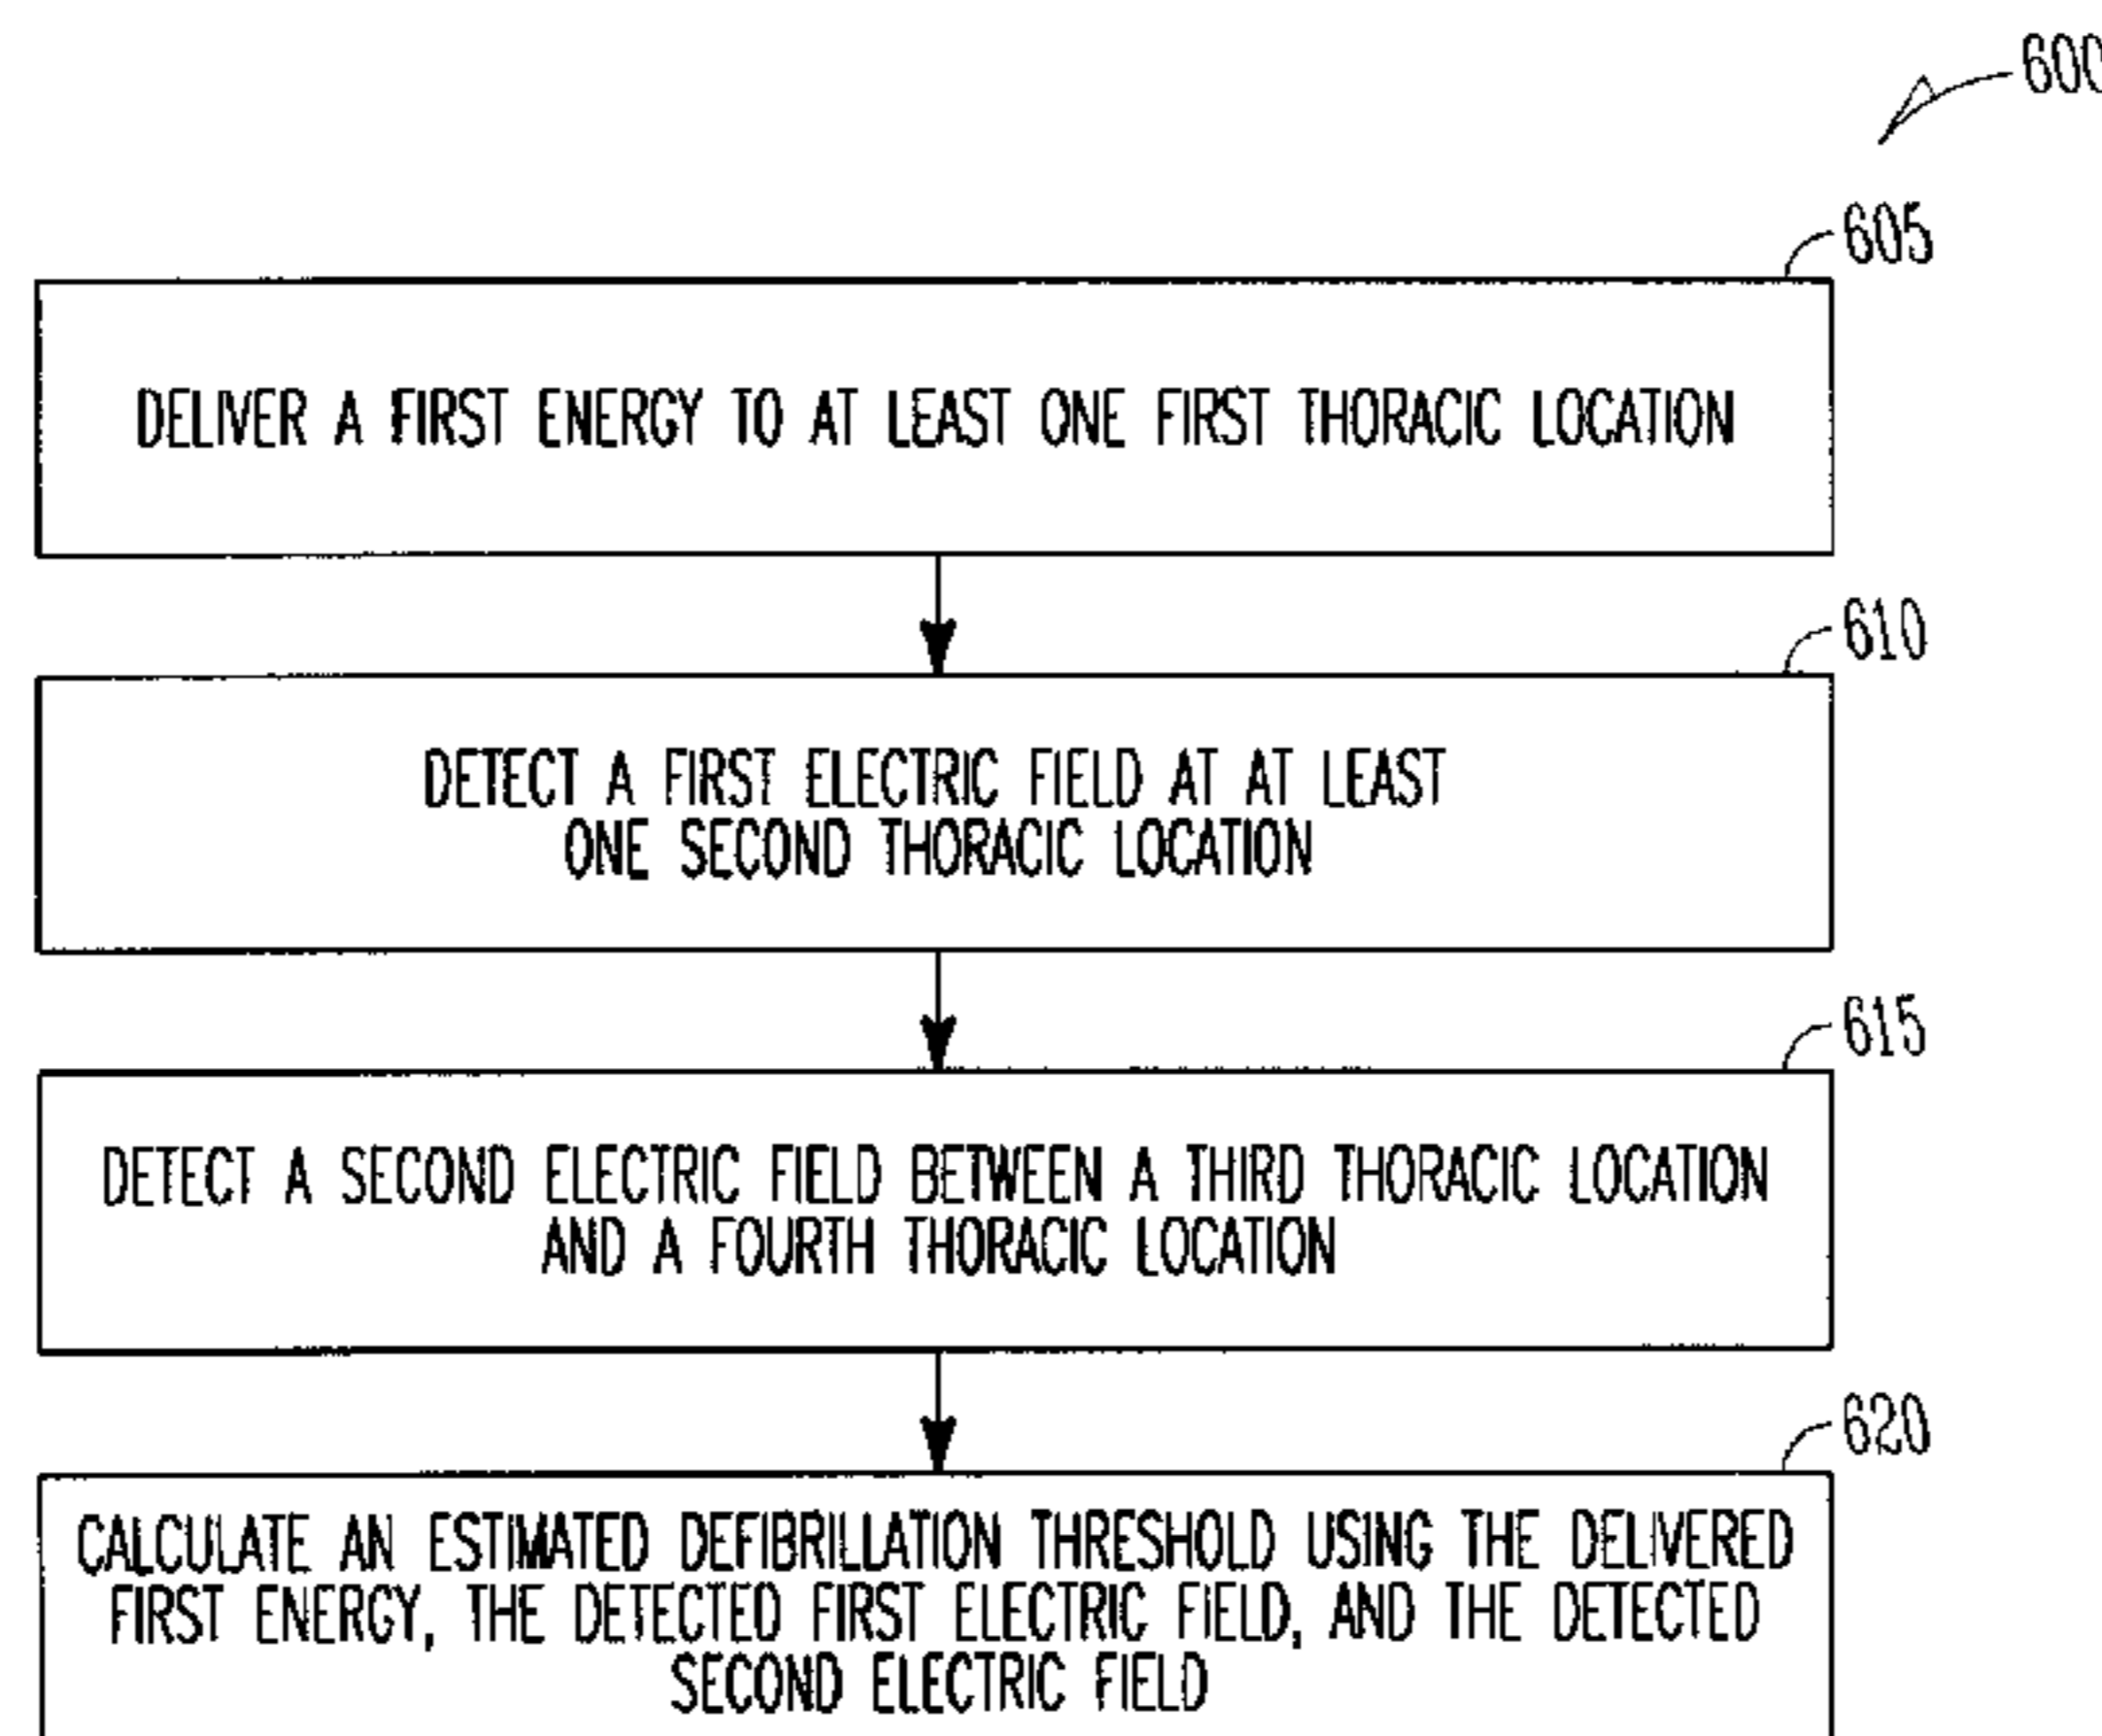 600
605
DELIVER A FIRST ENERGY TO AT LEAST ONE FIRST THORACIC LOCATION
610
DETECT A FIRST ELECTRIC FIELD AT AT LEAST
ONE SECOND THORACIC LOCATION
615
DETECT A SECOND ELECTRIC FIELD BETWEEN A THIRD THORACIC LOCATION
AND A FOURTH THORACIC LOCATION
620
CALCULATE AN ESTIMATED DEFIBRILLATION THRESHOLD USING THE DELIVERED
FIRST ENERGY, THE DETECTED FIRST ELECTRIC FIELD, AND THE DETECTED
SECOND ELECTRIC FIELD